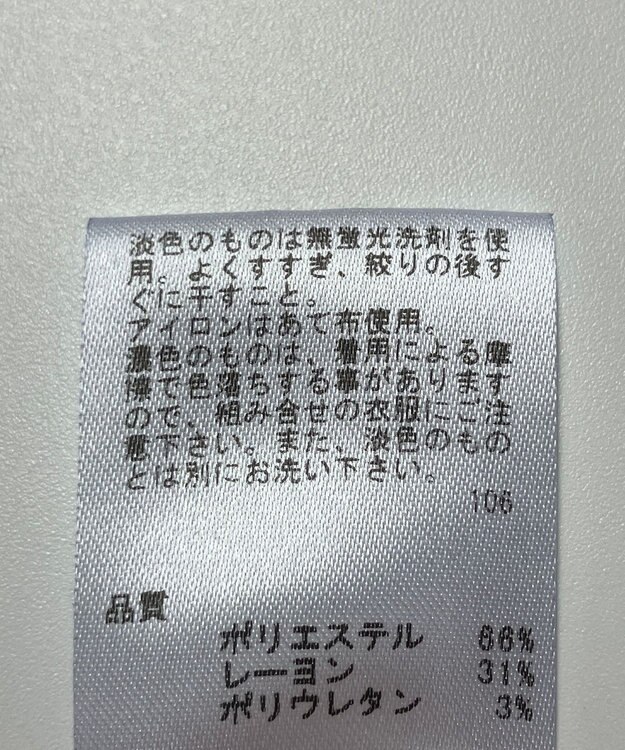 淡色のものは無蛍光洗剤を使
用。よくすすぎ、絞りの後す
ぐに干すこと。
アイロンはあて布使用。
濃色のものは、着用による摩
擦で色落ちする事があります
ので、組み合せの衣服にご注
意下さい。また、淡色のもの
とは別にお洗い下さい。
106
品質
ポリエステル 66%
レーヨン 31%
ポリウレタン 3%